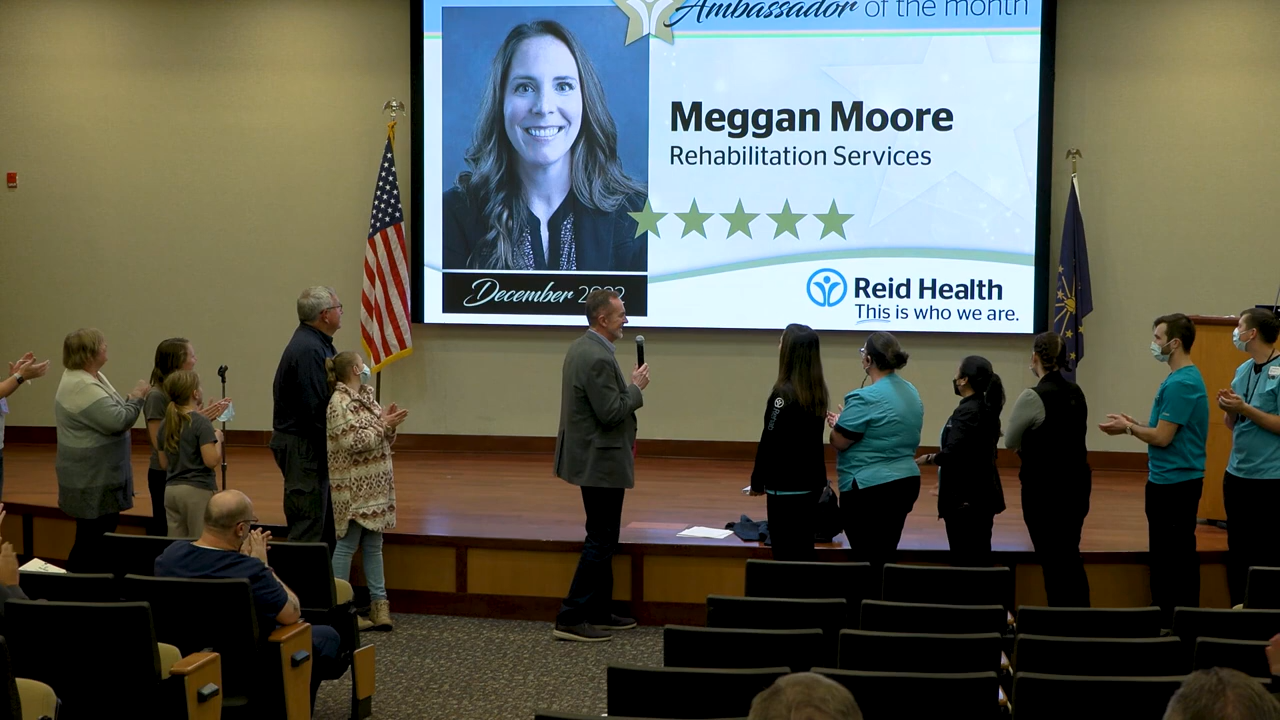 Ambassador of the month
Meggan Moore
Rehabilitation Services
December 2022
Reid Health
This is who we are.